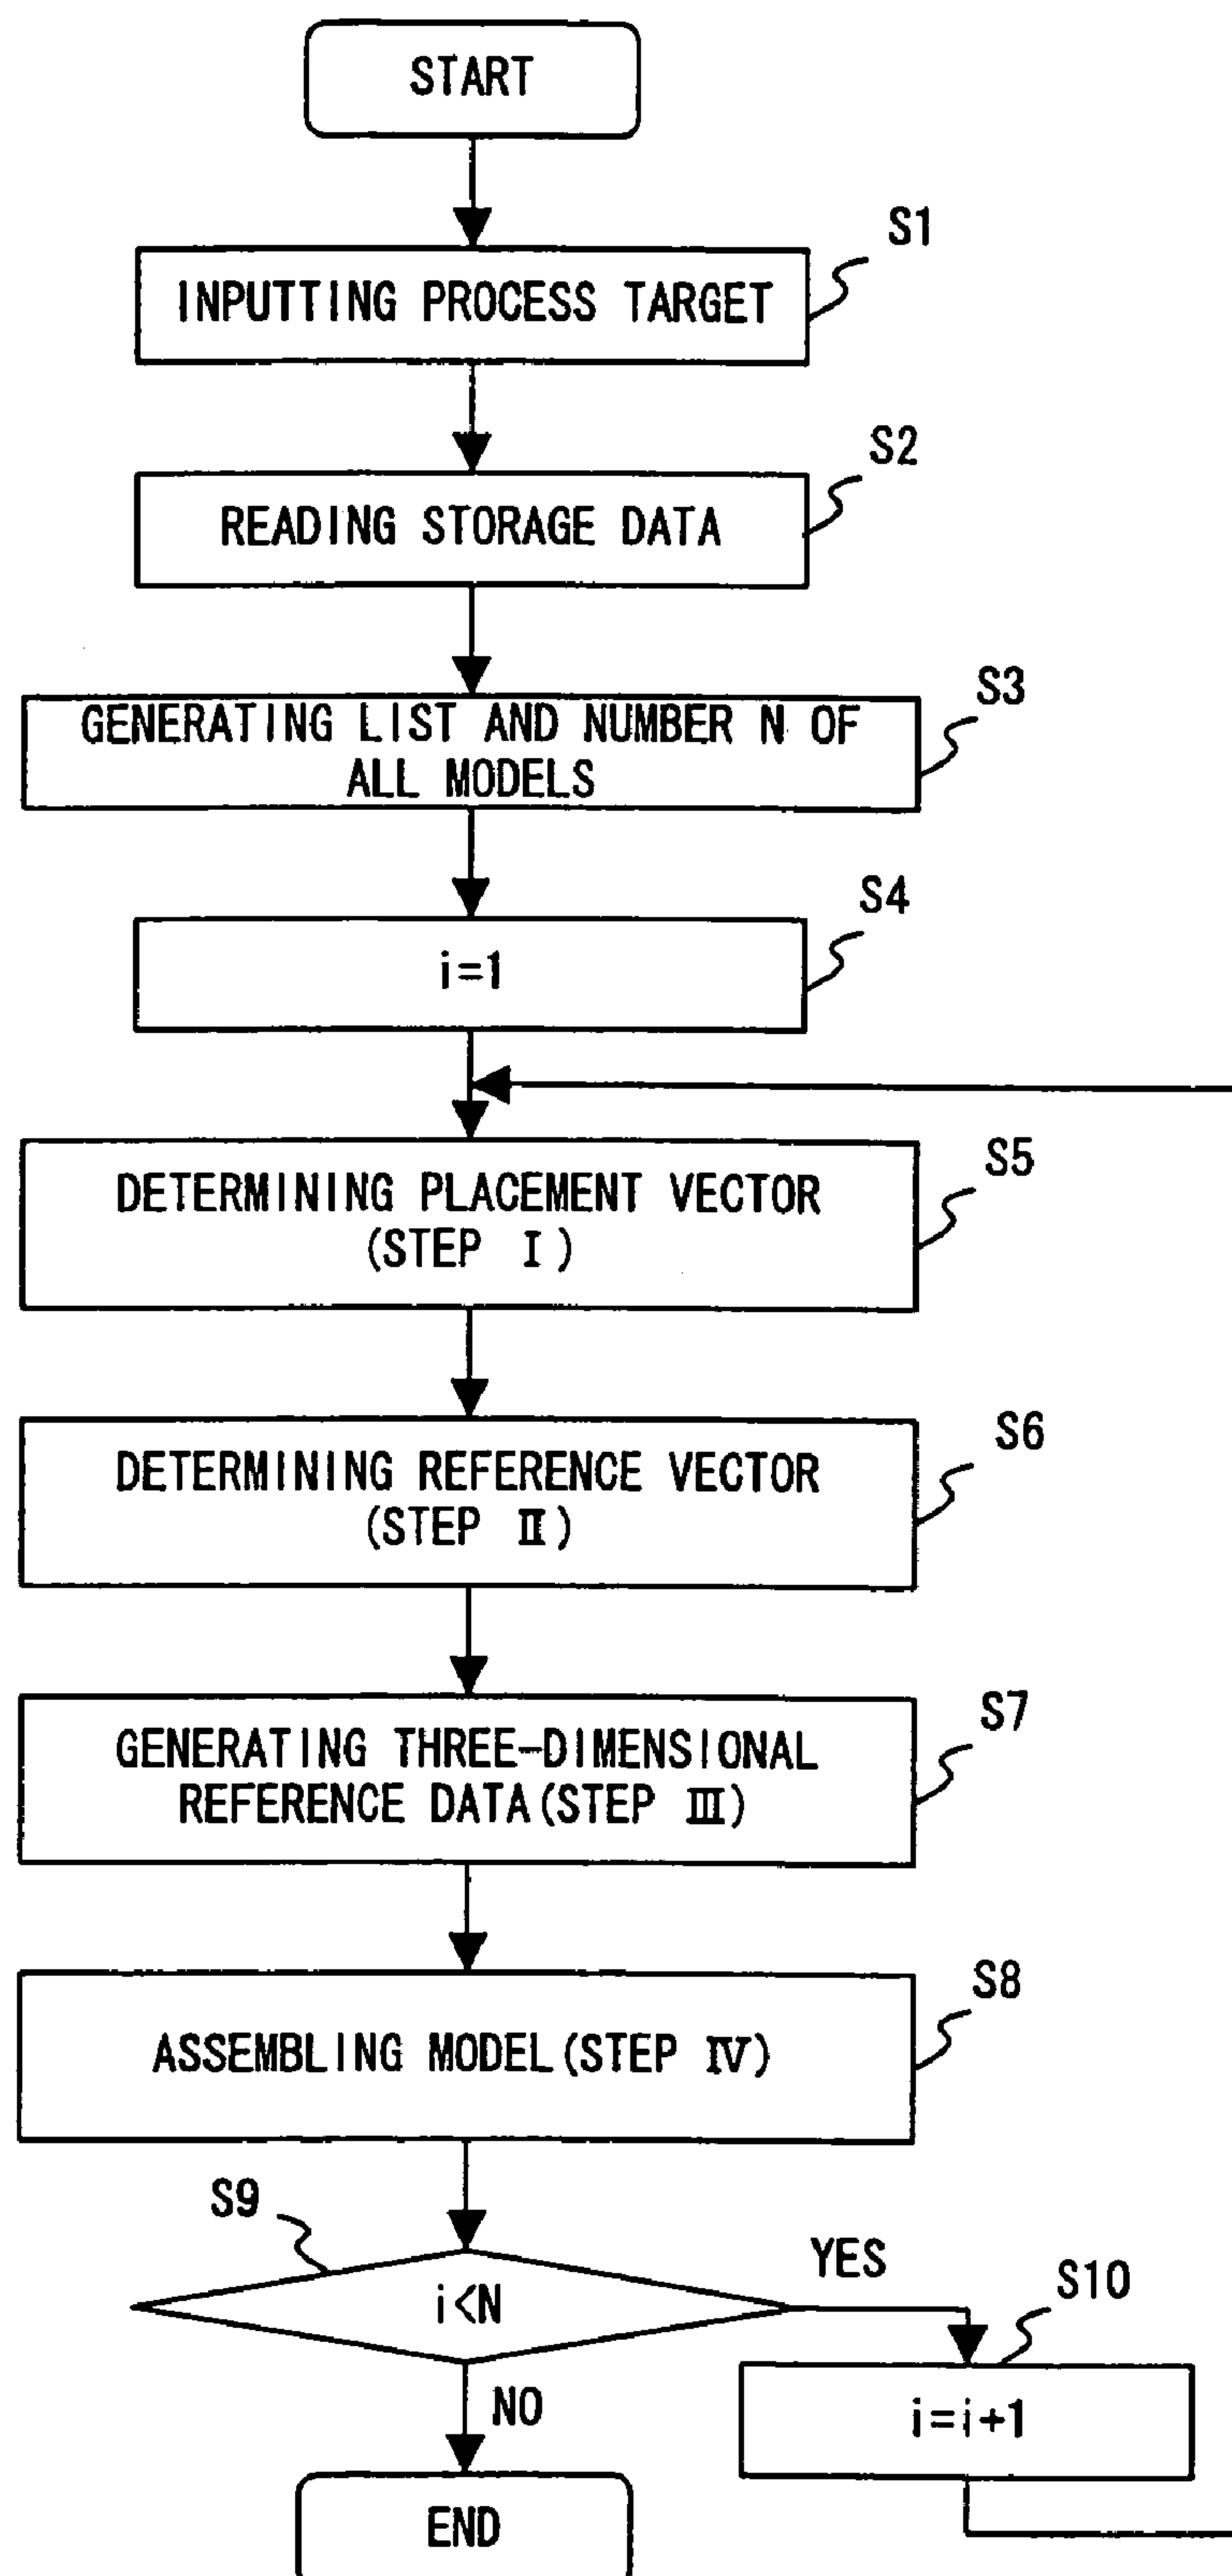 START
S1
INPUTTING PROCESS TARGET
S2
READING STORAGE DATA
S3
GENERATING LIST AND NUMBER N OF
ALL MODELS
S4
i=1
S5
DETERMINING PLACEMENT VECTOR
(STEP Ⅰ)
S6
DETERMINING REFERENCE VECTOR
(STEP Ⅱ)
S7
GENERATING THREE-DIMENSIONAL
REFERENCE DATA(STEP Ⅲ)
S8
ASSEMBLING MODEL(STEP Ⅳ)
S9
i<N
YES
S10
i=i+1
NO
END